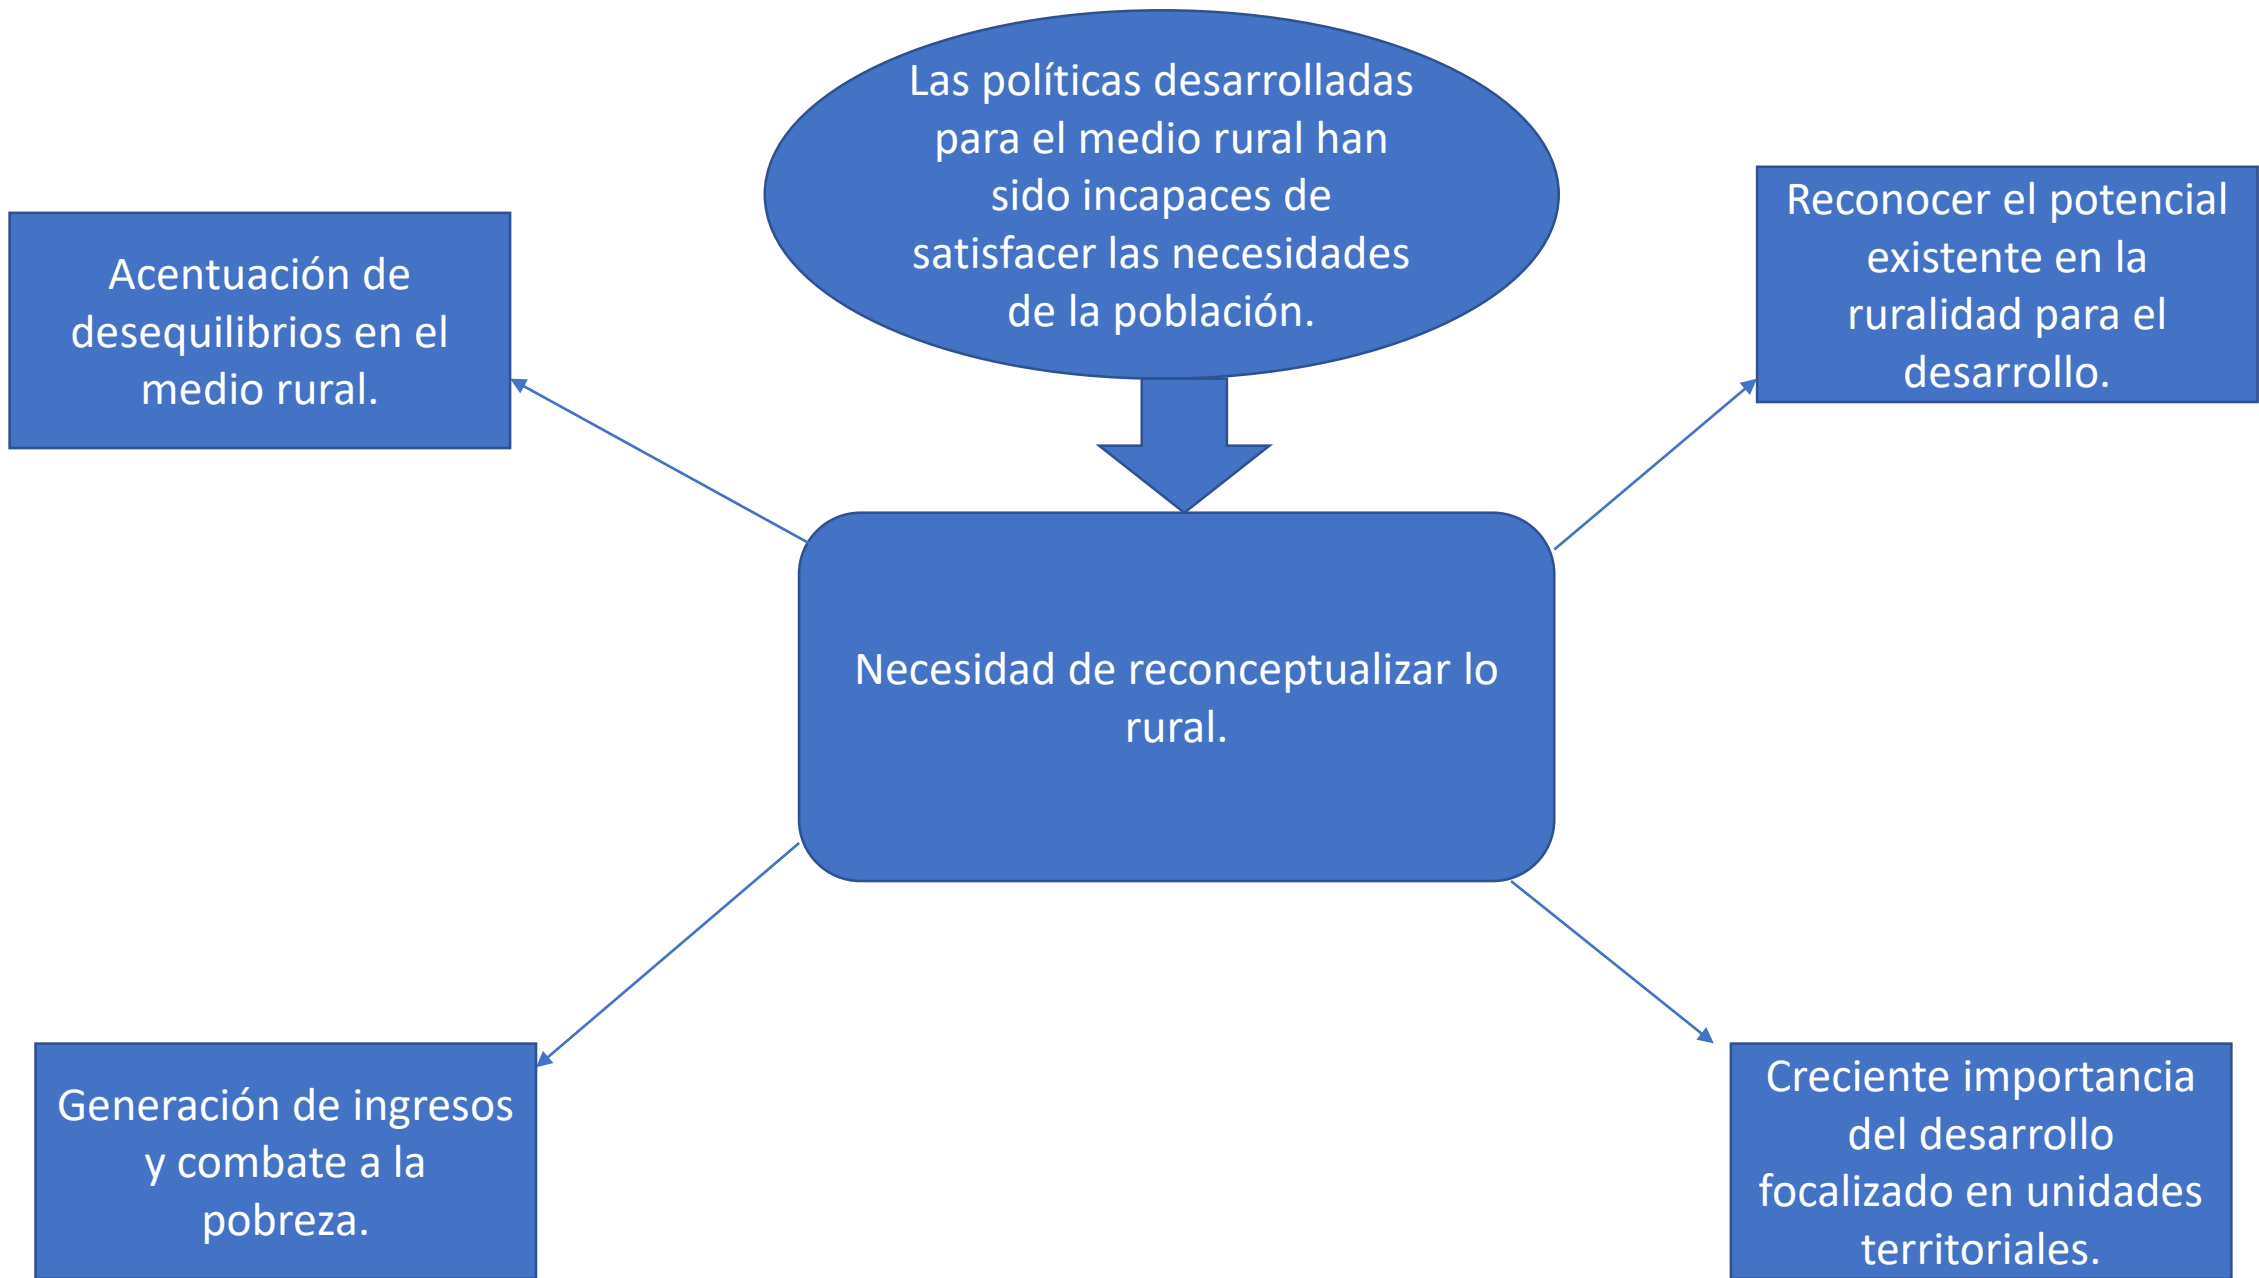 Las políticas desarrolladas
para el medio rural han
sido incapaces de
satisfacer las necesidades
de la población.
Acentuación de
desequilibrios en el
medio rural.
Reconocer el potencial
existente en la
ruralidad para el
desarrollo.
Necesidad de reconceptualizar lo
rural.
Generación de ingresos
y combate a la
pobreza.
Creciente importancia
del desarrollo
focalizado en unidades
territoriales.